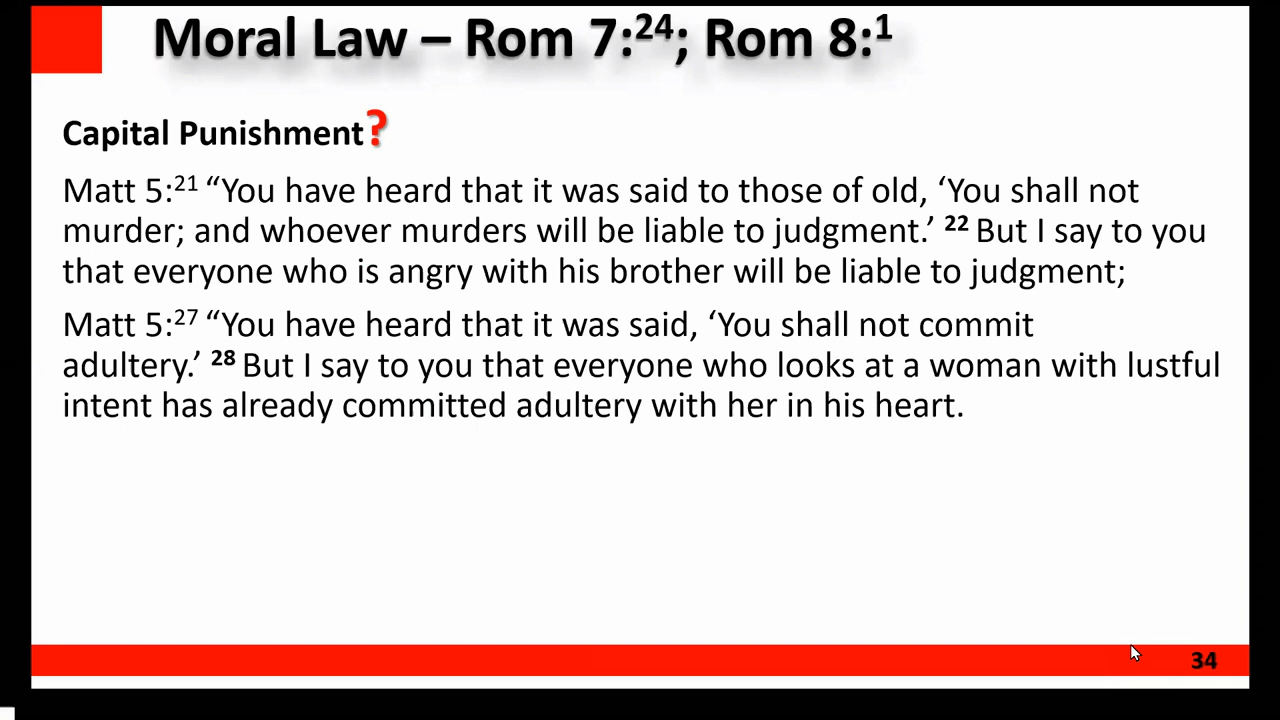 Moral Law – Rom 7:24; Rom 8:1
Capital Punishment?
Matt 5:21 “You have heard that it was said to those of old, ‘You shall not
murder; and whoever murders will be liable to judgment.’ 22 But I say to you
that everyone who is angry with his brother will be liable to judgment;
Matt 5:27 “You have heard that it was said, ‘You shall not commit
adultery.’ 28 But I say to you that everyone who looks at a woman with lustful
intent has already committed adultery with her in his heart.
34